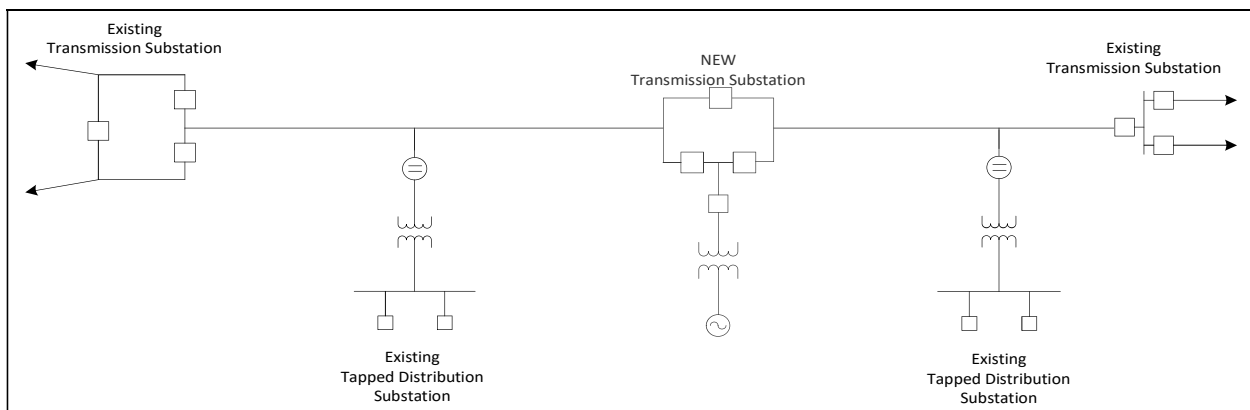 Existing
Transmission Substation
NEW
Transmission Substation
Existing
Transmission Substation
Existing
Tapped Distribution
Substation
Existing
Tapped Distribution
Substation